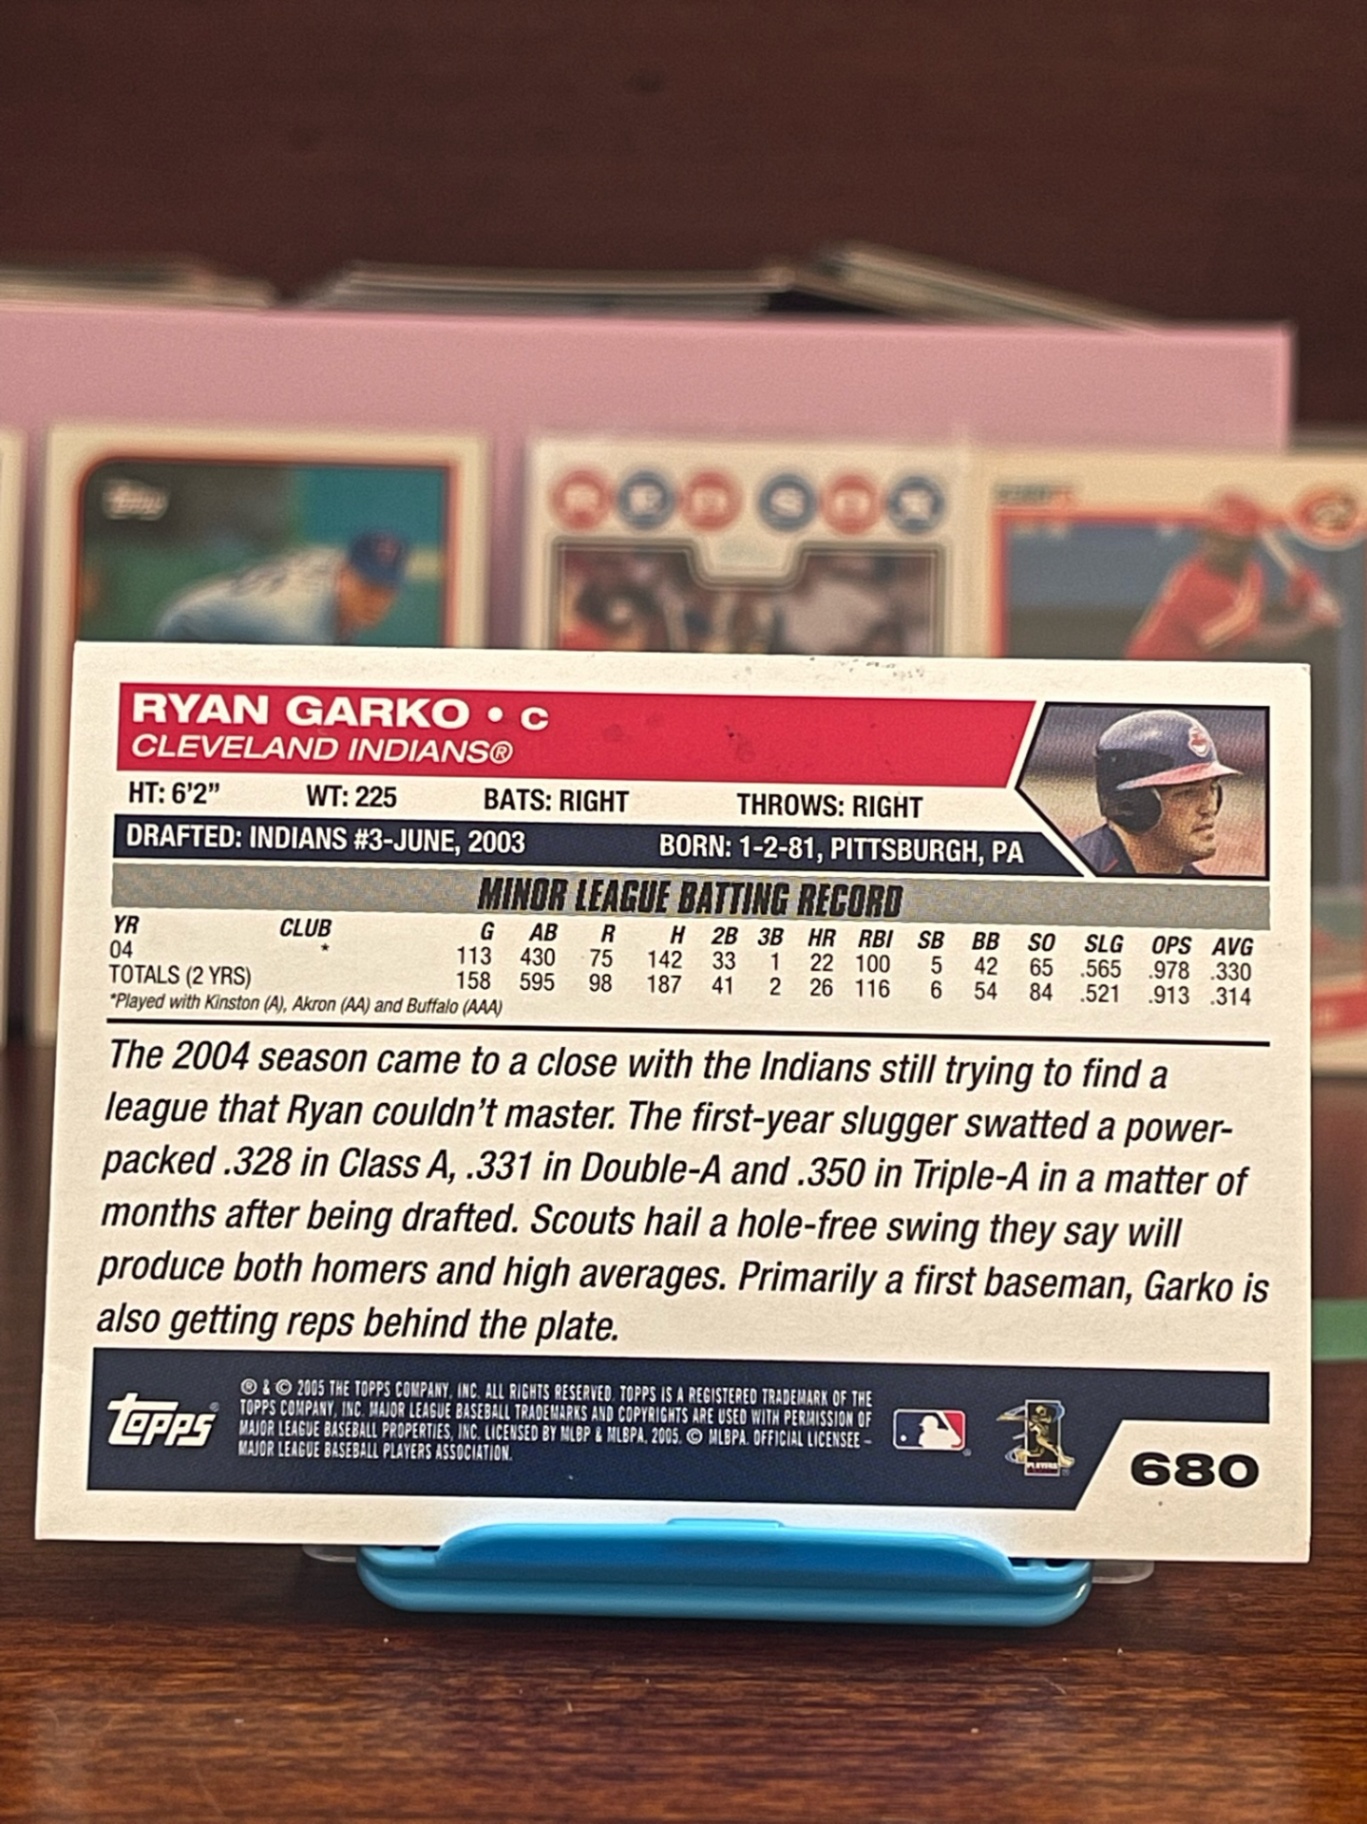 Topps
RED SOX
RYAN GARKO • C
CLEVELAND INDIANS®
HT: 6'2" WT: 225 BATS: RIGHT THROWS: RIGHT
DRAFTED: INDIANS #3-JUNE, 2003 BORN: 1-2-81, PITTSBURGH, PA
MINOR LEAGUE BATTING RECORD
YR CLUB G AB R H 2B 3B HR RBI SB BB SO SLG OPS AVG
04 * 113 430 75 142 33 1 22 100 5 42 65 .565 .978 .330
TOTALS (2 YRS) 158 595 98 187 41 2 26 116 6 54 84 .521 .913 .314
*Played with Kinston (A), Akron (AA) and Buffalo (AAA)
The 2004 season came to a close with the Indians still trying to find a
league that Ryan couldn't master. The first-year slugger swatted a power-
packed .328 in Class A, .331 in Double-A and .350 in Triple-A in a matter of
months after being drafted. Scouts hail a hole-free swing they say will
produce both homers and high averages. Primarily a first baseman, Garko is
also getting reps behind the plate.
Topps®
® & © 2005 THE TOPPS COMPANY, INC. ALL RIGHTS RESERVED. TOPPS IS A REGISTERED TRADEMARK OF THE
TOPPS COMPANY, INC. MAJOR LEAGUE BASEBALL TRADEMARKS AND COPYRIGHTS ARE USED WITH PERMISSION OF
MAJOR LEAGUE BASEBALL PROPERTIES, INC. LICENSED BY MLBP & MLBPA, 2005. © MLBPA. OFFICIAL LICENSEE –
MAJOR LEAGUE BASEBALL PLAYERS ASSOCIATION.
PLAYERS
680